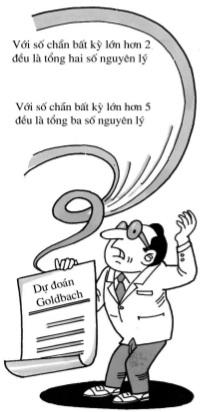 Với số chẵn bất kỳ lớn hơn 2
đều là tổng hai số nguyên lý
Với số chẵn bất kỳ lớn hơn 5
đều là tổng ba số nguyên lý
Dự đoán
Goldbach